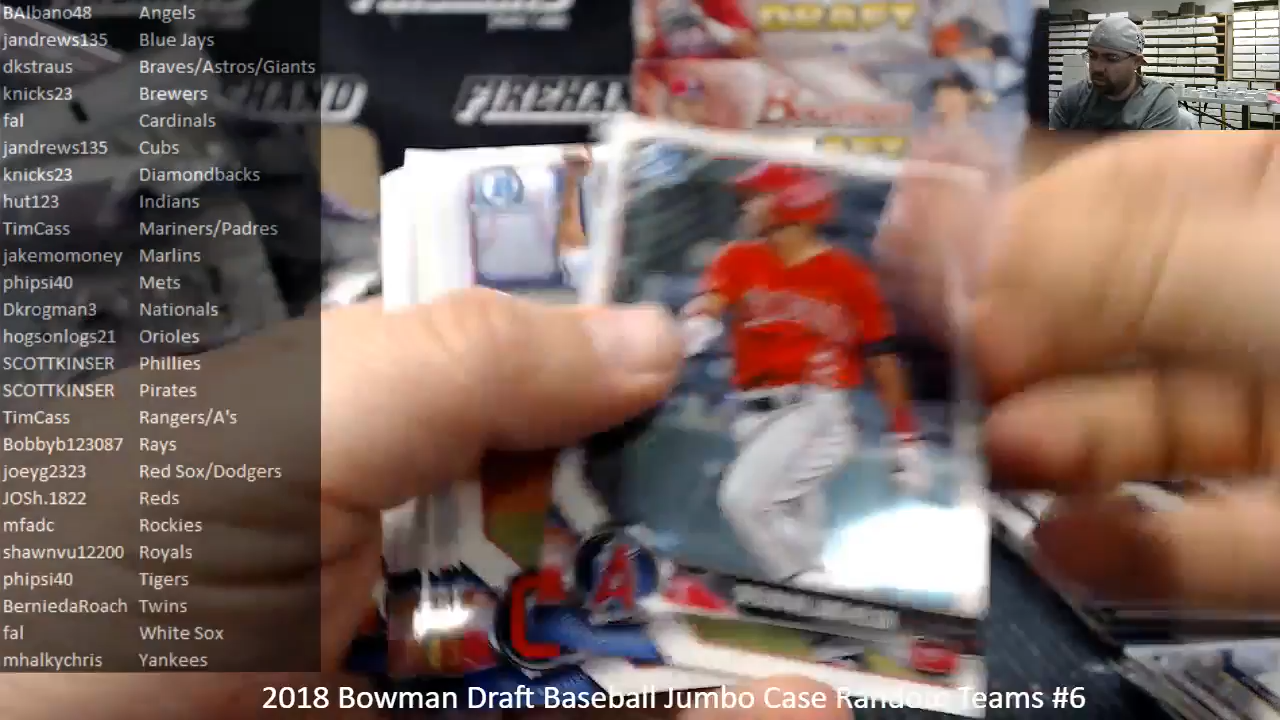 BAlbano48 Angels
jandrews135 Blue Jays
dkstraus Braves/Astros/Giants
knicks23 Brewers
fal Cardinals
jandrews135 Cubs
knicks23 Diamondbacks
hut123 Indians
TimCass Mariners/Padres
jakemomoney Marlins
phipsi40 Mets
Dkrogman3 Nationals
hogsonlogs21 Orioles
SCOTTKINSER Phillies
SCOTTKINSER Pirates
TimCass Rangers/A's
Bobbyb123087 Rays
joeyg2323 Red Sox/Dodgers
JOSh.1822 Reds
mfadc Rockies
shawnvu12200 Royals
phipsi40 Tigers
BerniedaRoach Twins
fal White Sox
mhalkychris Yankees
DRAFT
FIREHAND
Bowman
A
C
2018 Bowman Draft Baseball Jumbo Case Random Teams #6